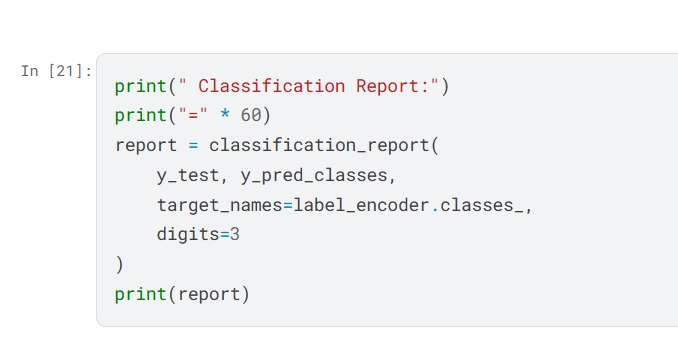 In [21]:
print(" Classification Report:")
print("=" * 60)
report = classification_report(
    y_test, y_pred_classes,
    target_names=label_encoder.classes_,
    digits=3
)
print(report)